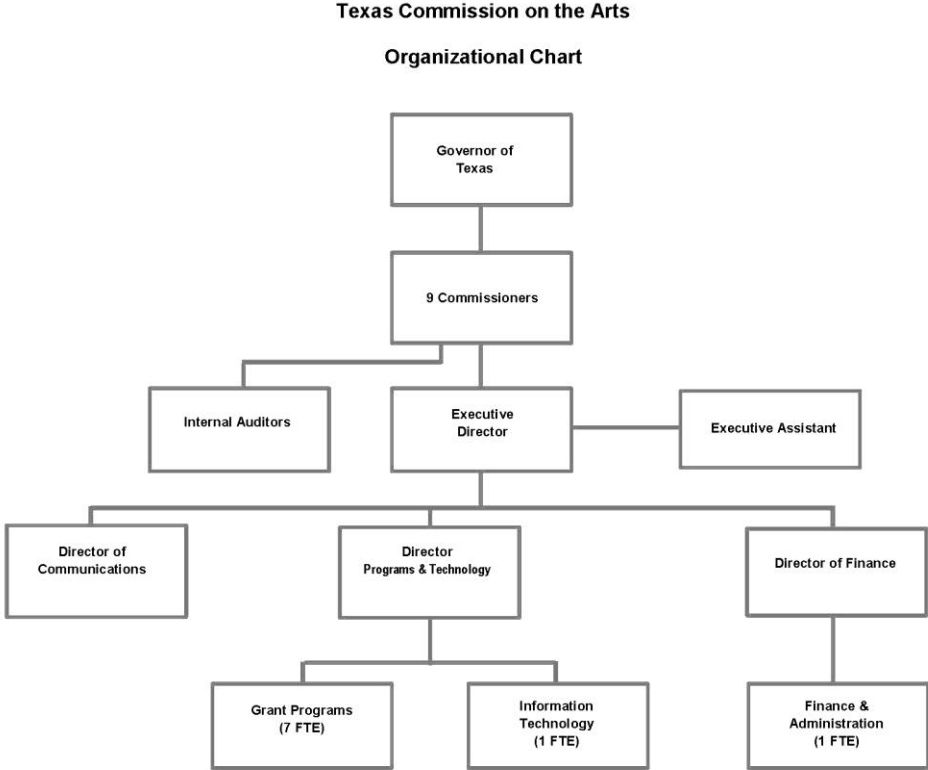 Texas Commission on the Arts
Organizational Chart
Governor of
Texas
9 Commissioners
Internal Auditors
Executive
Director
Executive Assistant
Director of
Communications
Director
Programs & Technology
Director of Finance
Grant Programs
(7 FTE)
Information
Technology
(1 FTE)
Finance &
Administration
(1 FTE)